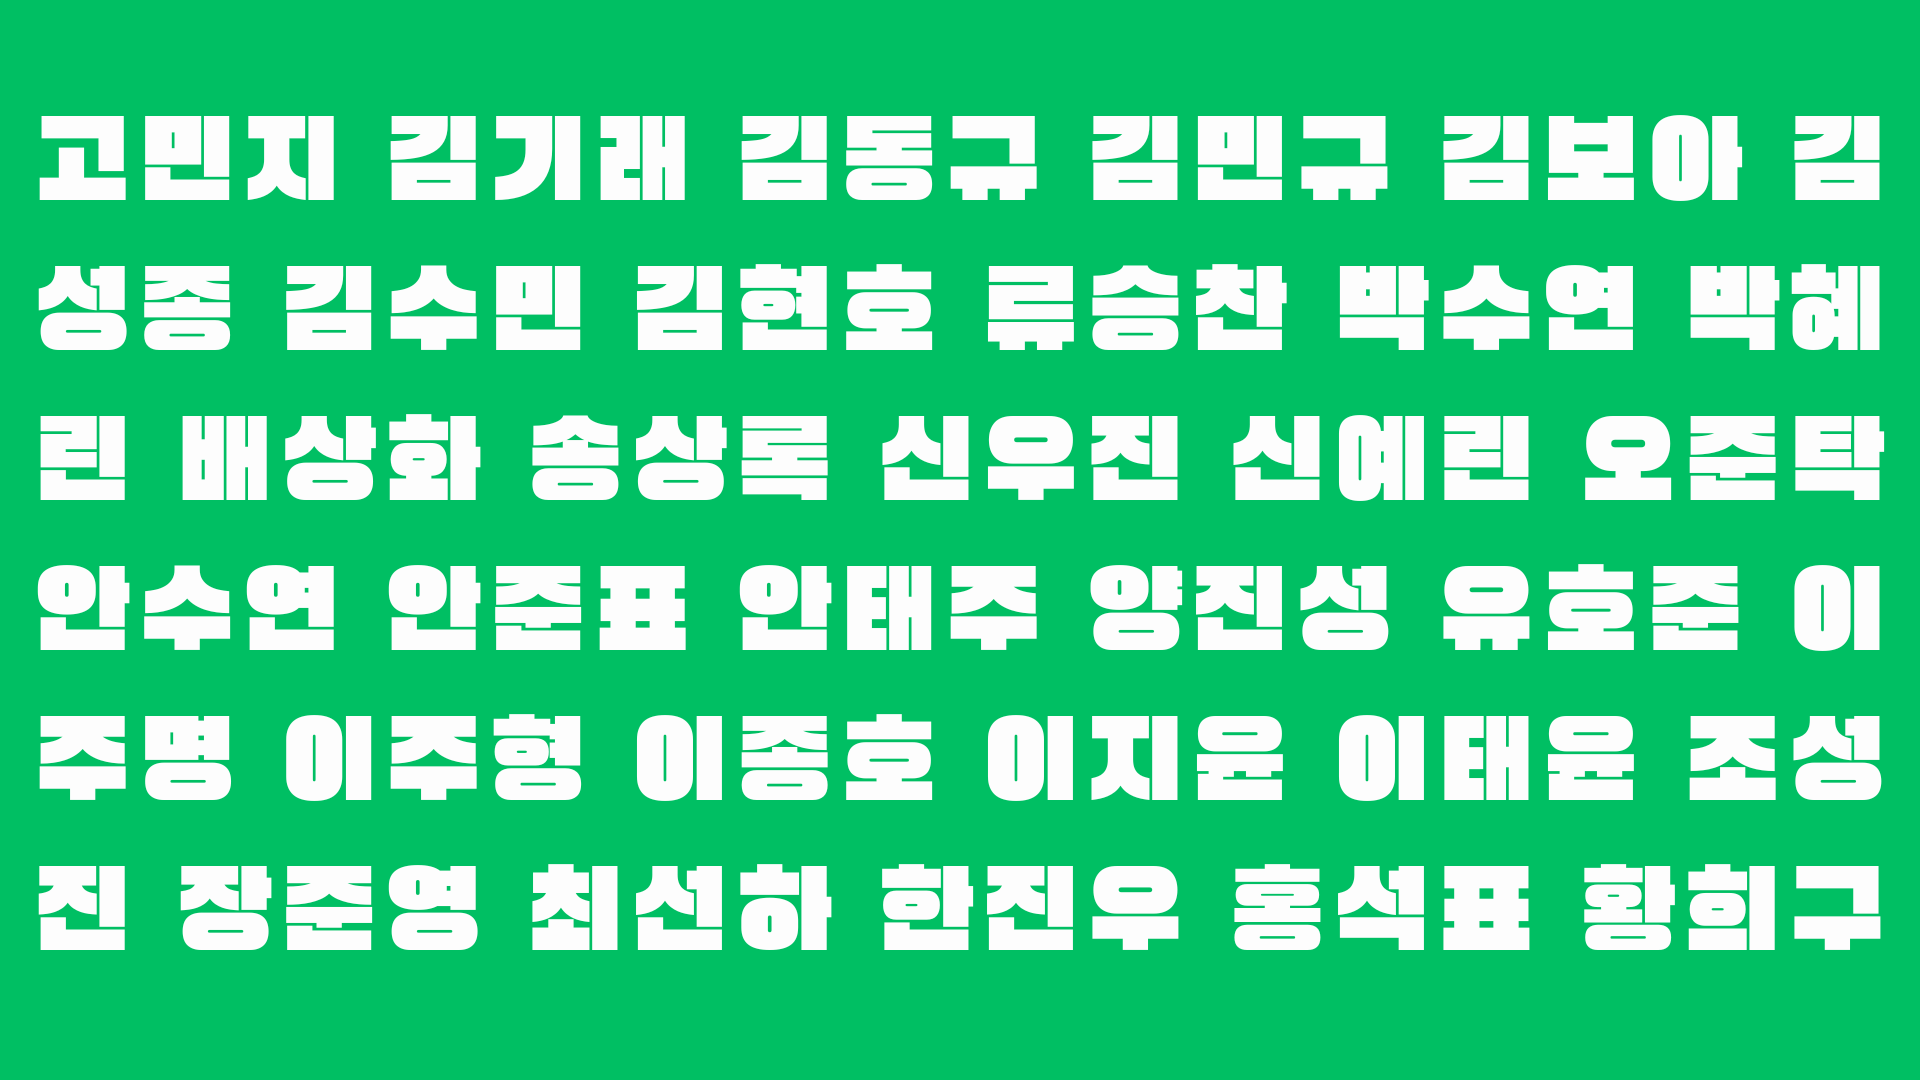 고민지 김기래 김동규 김민규 김보아 김
성중 김수민 김현호 류승찬 박수연 박혜
린 배상화 송상록 신우진 신예린 오준탁
안수연 안준표 안태주 양진성 유호준 이
주명 이주형 이중호 이지윤 이태윤 조성
진 장준영 최선하 한진우 홍석표 황희구